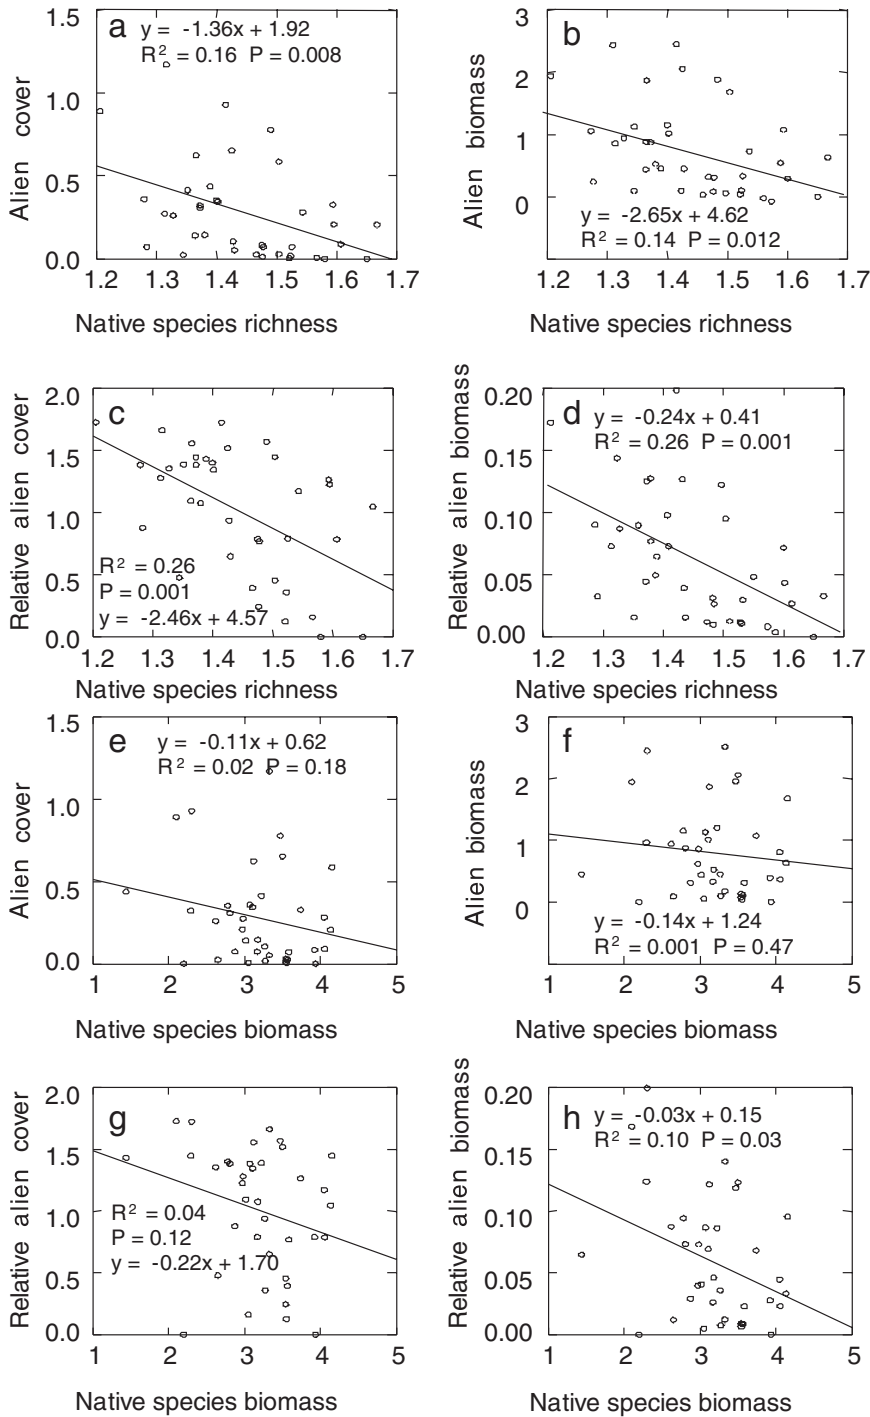 a
y = -1.36x + 1.92
R² = 0.16 P = 0.008
Alien cover
1.5
1.0
0.5
0.0
1.2 1.3 1.4 1.5 1.6 1.7
Native species richness
b
Alien biomass
3
2
1
0
y = -2.65x + 4.62
R² = 0.14 P = 0.012
1.2 1.3 1.4 1.5 1.6 1.7
Native species richness
c
Relative alien cover
2.0
1.5
1.0
0.5
0.0
R² = 0.26
P = 0.001
y = -2.46x + 4.57
1.2 1.3 1.4 1.5 1.6 1.7
Native species richness
d
y = -0.24x + 0.41
R² = 0.26 P = 0.001
Relative alien biomass
0.20
0.15
0.10
0.05
0.00
1.2 1.3 1.4 1.5 1.6 1.7
Native species richness
e
y = -0.11x + 0.62
R² = 0.02 P = 0.18
Alien cover
1.5
1.0
0.5
0.0
1 2 3 4 5
Native species biomass
f
Alien biomass
3
2
1
0
y = -0.14x + 1.24
R² = 0.001 P = 0.47
1 2 3 4 5
Native species biomass
g
Relative alien cover
2.0
1.5
1.0
0.5
0.0
R² = 0.04
P = 0.12
y = -0.22x + 1.70
1 2 3 4 5
Native species biomass
h
y = -0.03x + 0.15
R² = 0.10 P = 0.03
Relative alien biomass
0.20
0.15
0.10
0.05
0.00
1 2 3 4 5
Native species biomass